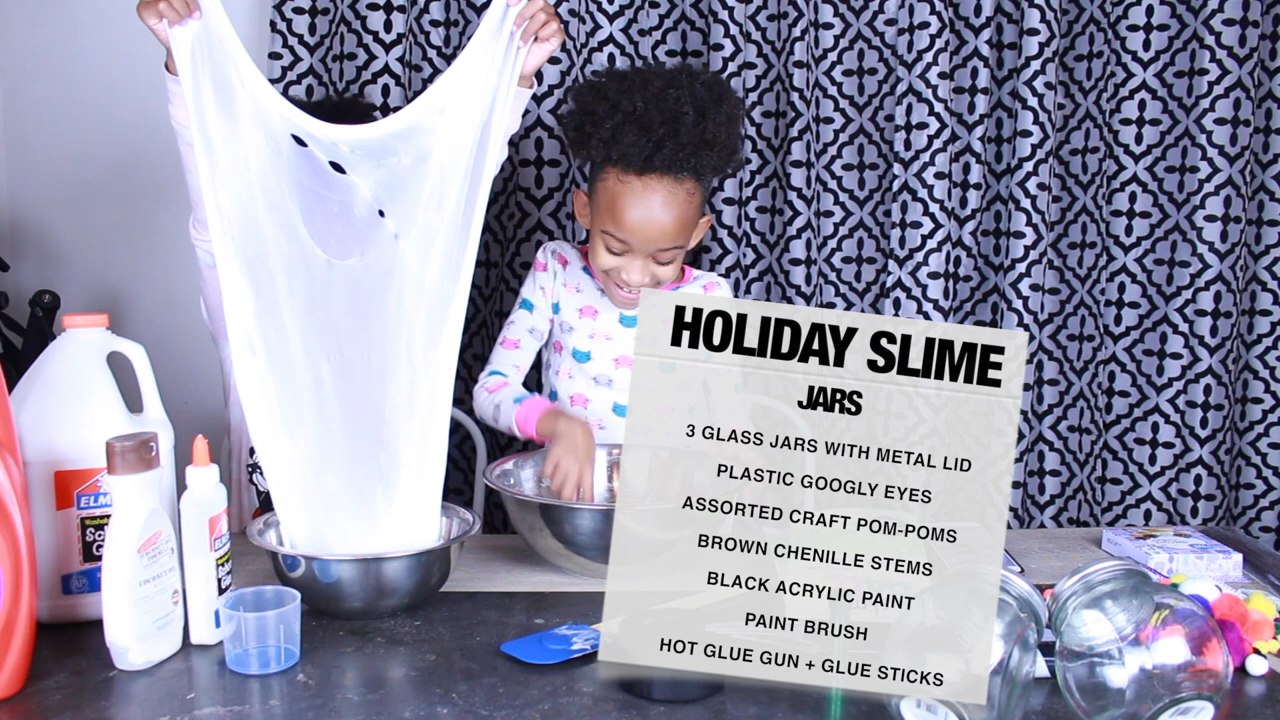 HOLIDAY SLIME
JARS
3 GLASS JARS WITH METAL LID
PLASTIC GOOGLY EYES
ASSORTED CRAFT POM-POMS
BROWN CHENILLE STEMS
BLACK ACRYLIC PAINT
PAINT BRUSH
HOT GLUE GUN + GLUE STICKS
ELM